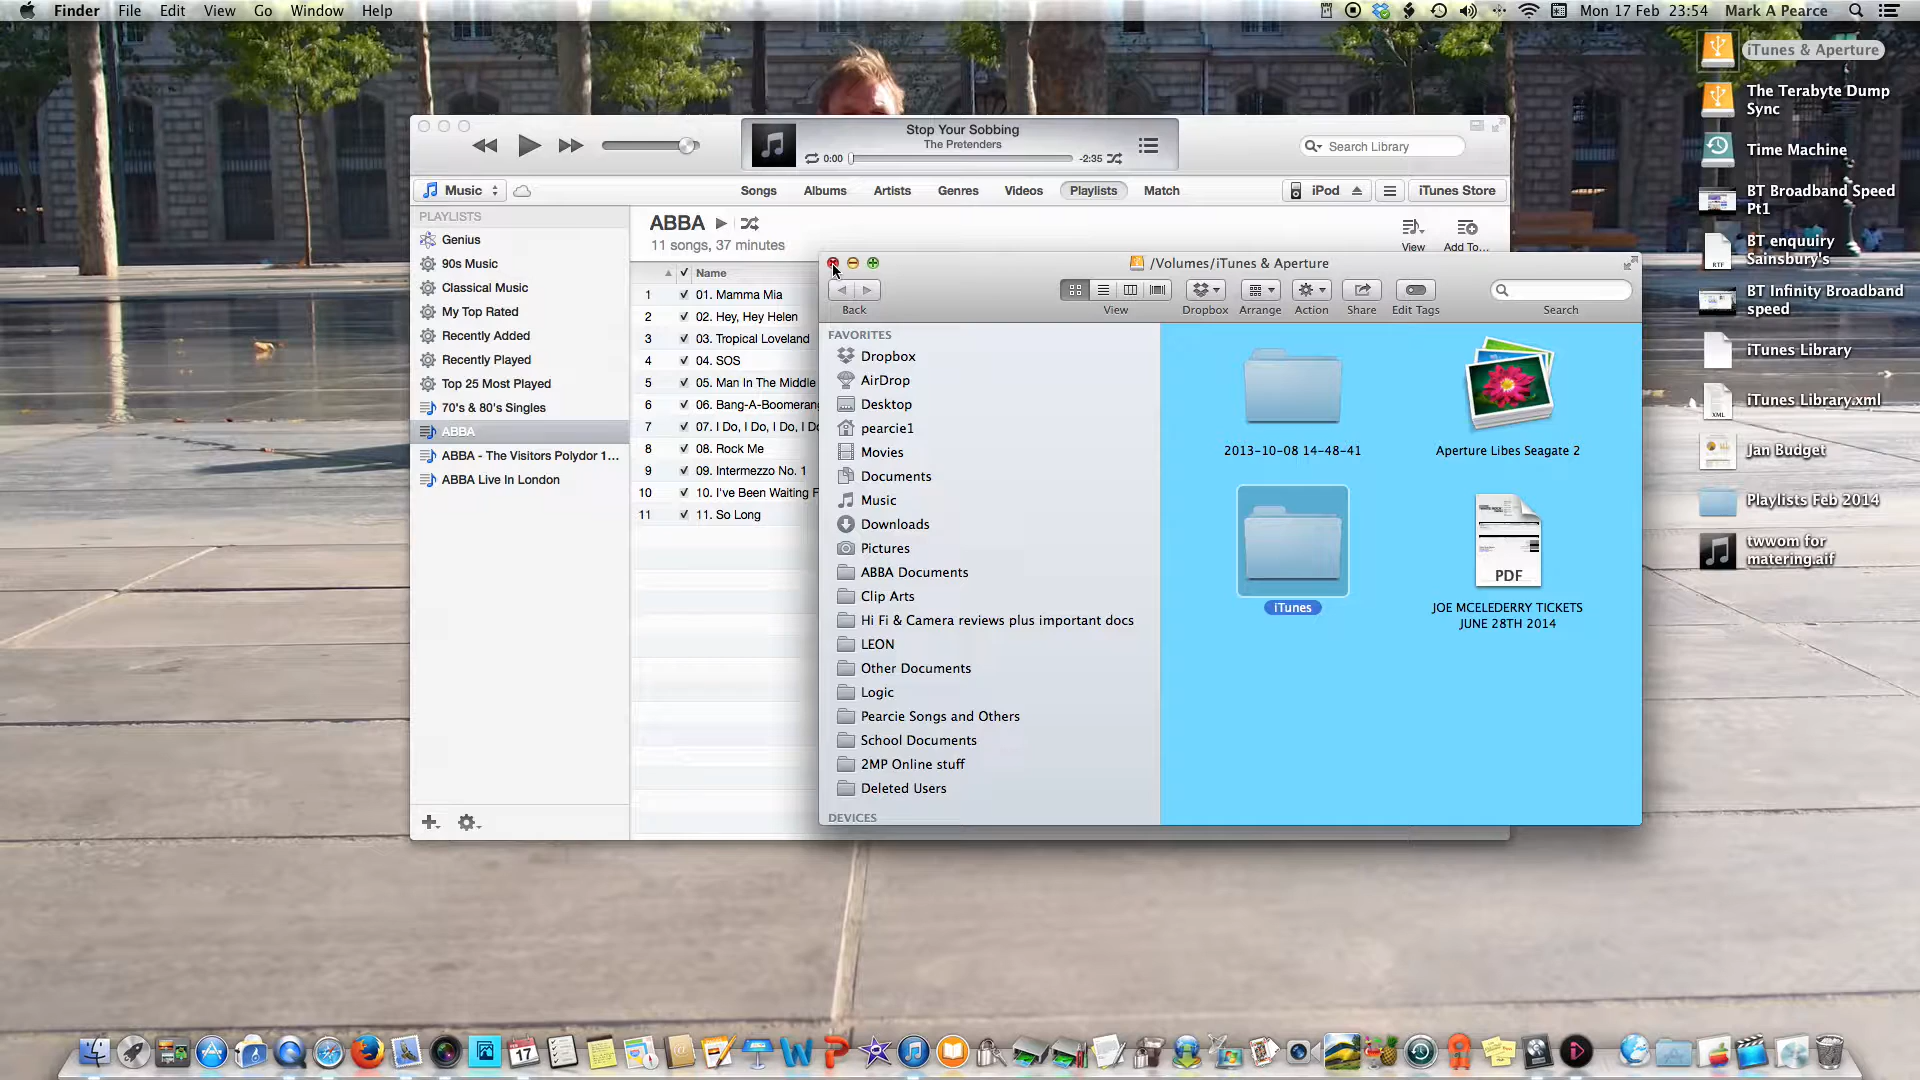 Finder File Edit View Go Window Help
Mon 17 Feb 23:54 Mark A Pearce
iTunes & Aperture
The Terabyte Dump
Sync
Time Machine
BT Broadband Speed
Pt1
RTF
BT enquuiry
Sainsbury's
BT Infinity Broadband
speed
iTunes Library
XML
iTunes Library.xml
Jan Budget
Playlists Feb 2014
twwom for
matering.aif
Stop Your Sobbing
The Pretenders
0:00
-2:35
Search Library
Music
Songs Albums Artists Genres Videos Playlists Match
iPod
iTunes Store
PLAYLISTS
Genius
90s Music
Classical Music
My Top Rated
Recently Added
Recently Played
Top 25 Most Played
70's & 80's Singles
ABBA
ABBA - The Visitors Polydor 1...
ABBA Live In London
ABBA
11 songs, 37 minutes
View
Add To...
Name
1 01. Mamma Mia
2 02. Hey, Hey Helen
3 03. Tropical Loveland
4 04. SOS
5 05. Man In The Middle
6 06. Bang-A-Boomerang
7 07. I Do, I Do, I Do, I Do
8 08. Rock Me
9 09. Intermezzo No. 1
10 10. I've Been Waiting F
11 11. So Long
/Volumes/iTunes & Aperture
Back
View
Dropbox
Arrange
Action
Share
Edit Tags
Search
FAVORITES
Dropbox
AirDrop
Desktop
pearcie1
Movies
Documents
Music
Downloads
Pictures
ABBA Documents
Clip Arts
Hi Fi & Camera reviews plus important docs
LEON
Other Documents
Logic
Pearcie Songs and Others
School Documents
2MP Online stuff
Deleted Users
DEVICES
2013-10-08 14-48-41
Aperture Libes Seagate 2
iTunes
PDF
JOE MCELEDERRY TICKETS
JUNE 28TH 2014
17